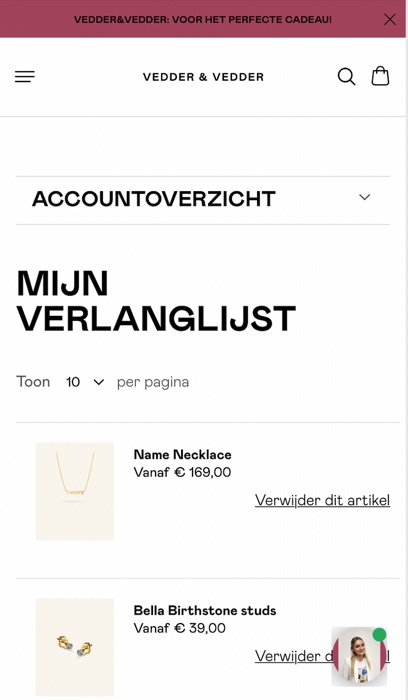 VEDDER&VEDDER: VOOR HET PERFECTE CADEAU!
VEDDER & VEDDER
ACCOUNTOVERZICHT
MIJN
VERLANGLIJST
Toon 10 per pagina
Name Necklace
Vanaf € 169,00
Verwijder dit artikel
Bella Birthstone studs
Vanaf € 39,00
Verwijder